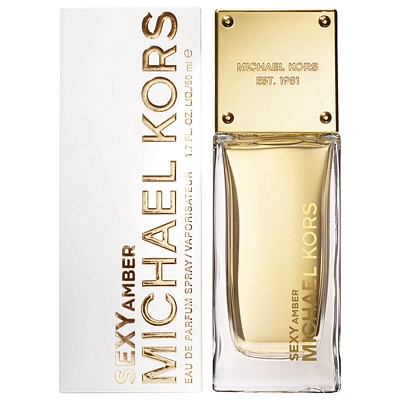 SEXY AMBER
MICHAEL KORS
EAU DE PARFUM SPRAY / VAPORISATEUR 1.7 FL. OZ. LIQ./50 ml ℮
MICHAEL KORS
EST. 1981
SEXY AMBER
MICHAEL KORS